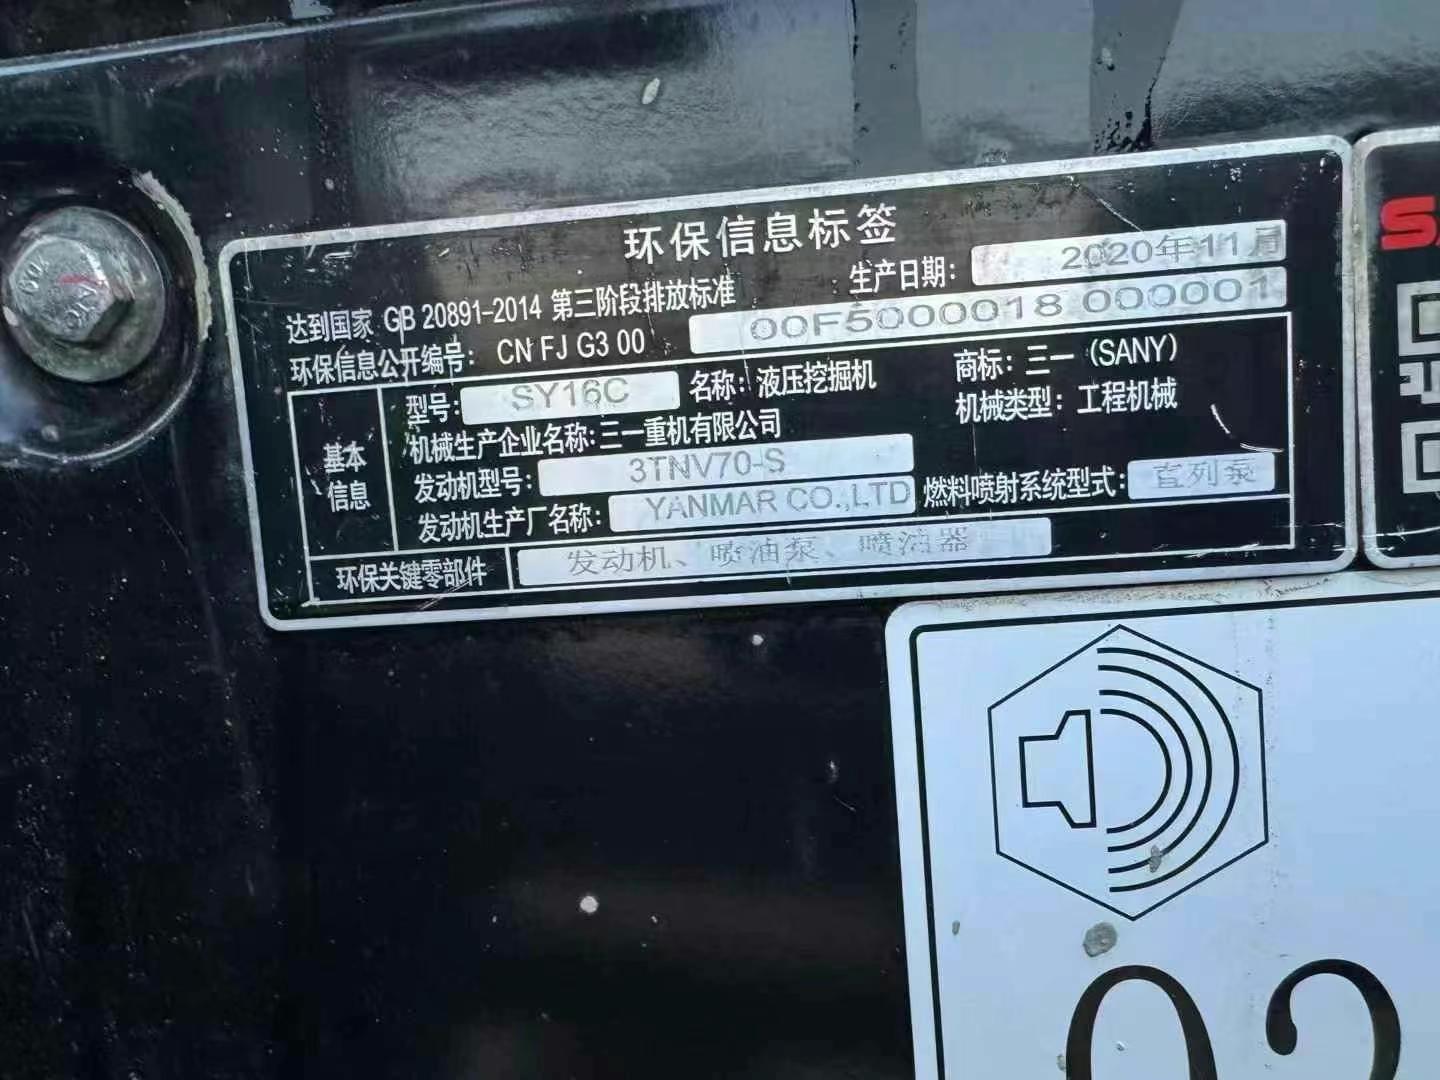 环保信息标签
达到国家 GB 20891-2014 第三阶段排放标准 生产日期: 2020年11月
环保信息公开编号: CN FJ G3 00 00F5000018 000001
基本信息
型号: SY16C 名称: 液压挖掘机 商标: 三一(SANY)
机械生产企业名称: 三一重机有限公司 机械类型: 工程机械
发动机型号: 3TNV70-S
发动机生产厂名称: YANMAR CO.,LTD 燃料喷射系统型式: 直列泵
环保关键零部件 发动机、喷油泵、喷油器